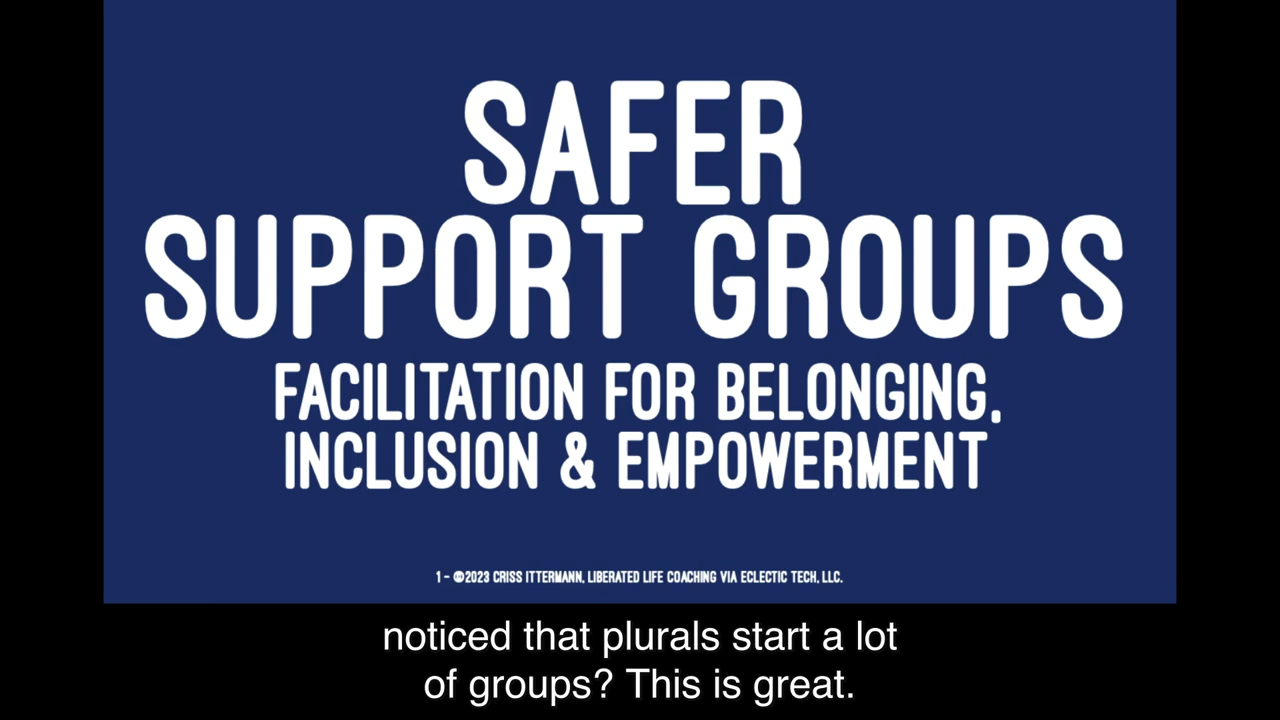 SAFER
SUPPORT GROUPS
FACILITATION FOR BELONGING,
INCLUSION & EMPOWERMENT
1 - ©2023 CRISS ITTERMANN, LIBERATED LIFE COACHING VIA ECLECTIC TECH, LLC.
noticed that plurals start a lot
of groups? This is great.